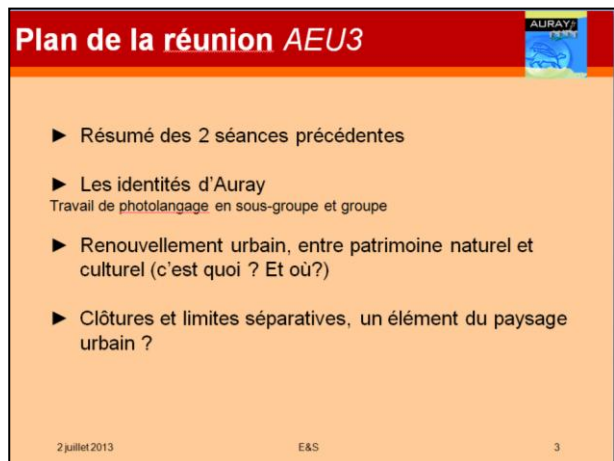 Plan de la réunion AEU3
AURAY
► Résumé des 2 séances précédentes
► Les identités d'Auray
Travail de photolangage en sous-groupe et groupe
► Renouvellement urbain, entre patrimoine naturel et
culturel (c'est quoi ? Et où?)
► Clôtures et limites séparatives, un élément du paysage
urbain ?
2 juillet 2013
E&S
3